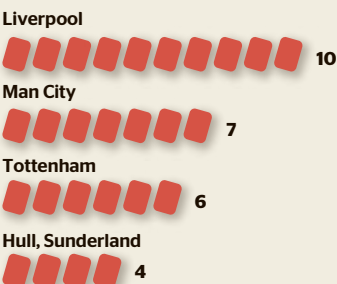 Liverpool
10
Man City
7
Tottenham
6
Hull, Sunderland
4